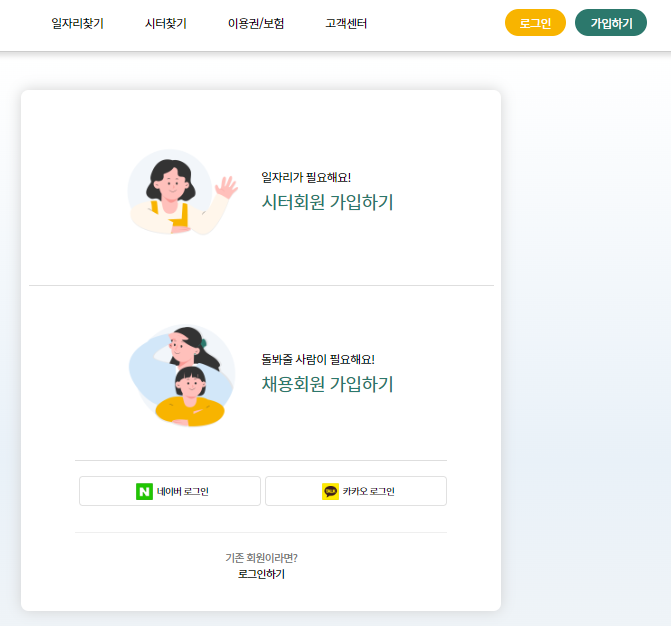 일자리찾기 시터찾기 이용권/보험 고객센터 로그인 가입하기
일자리가 필요해요!
시터회원 가입하기
돌봐줄 사람이 필요해요!
채용회원 가입하기
N 네이버 로그인 TALK 카카오 로그인
기존 회원이라면?
로그인하기